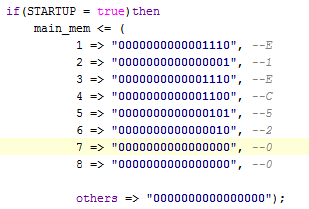 if(STARTUP = true)then
main_mem <= (
1 => "0000000000001110", --E
2 => "0000000000000001", --1
3 => "0000000000001110", --E
4 => "0000000000001100", --C
5 => "0000000000000101", --5
6 => "0000000000000010", --2
7 => "0000000000000000", --0
8 => "0000000000000000", --0
others => "0000000000000000");